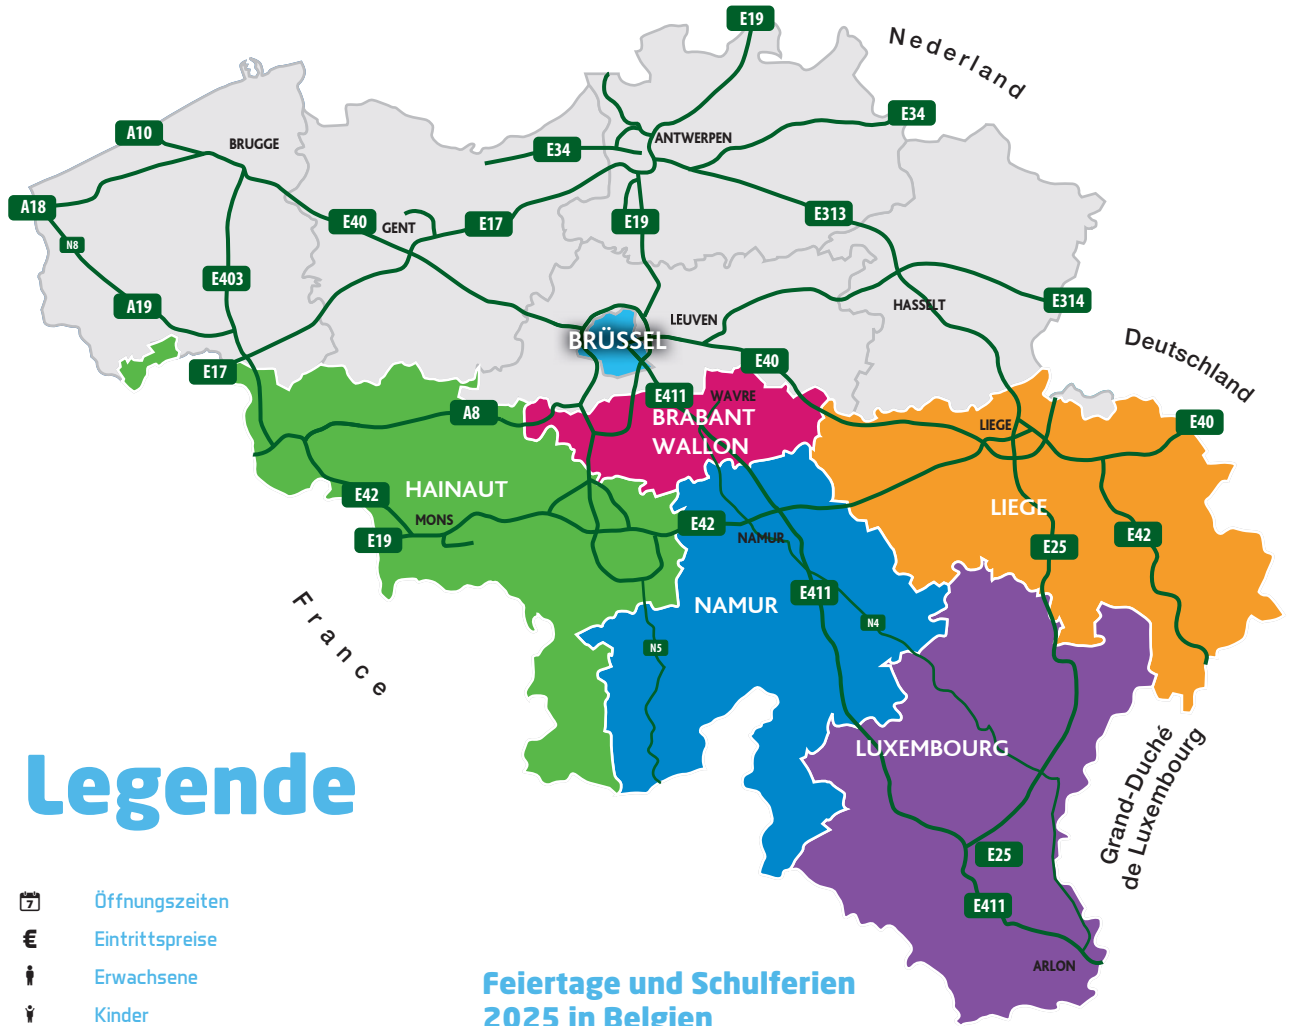 E19
Nederland
A10
BRUGGE
E34
ANTWERPEN
E34
A18
N8
E40
GENT
E17
E19
E313
E403
A19
HASSELT
E314
LEUVEN
BRÜSSEL
Deutschland
E17
E40
E411
WAVRE
BRABANT
WALLON
A8
LIEGE
E40
HAINAUT
E42
MONS
E19
E42
NAMUR
LIEGE
E25
E42
E411
NAMUR
N4
N5
France
LUXEMBOURG
Grand-Duché
de Luxembourg
E25
E411
ARLON
Legende
7
Öffnungszeiten
€
Eintrittspreise
Erwachsene
Kinder
Feiertage und Schulferien
2025 in Belgien